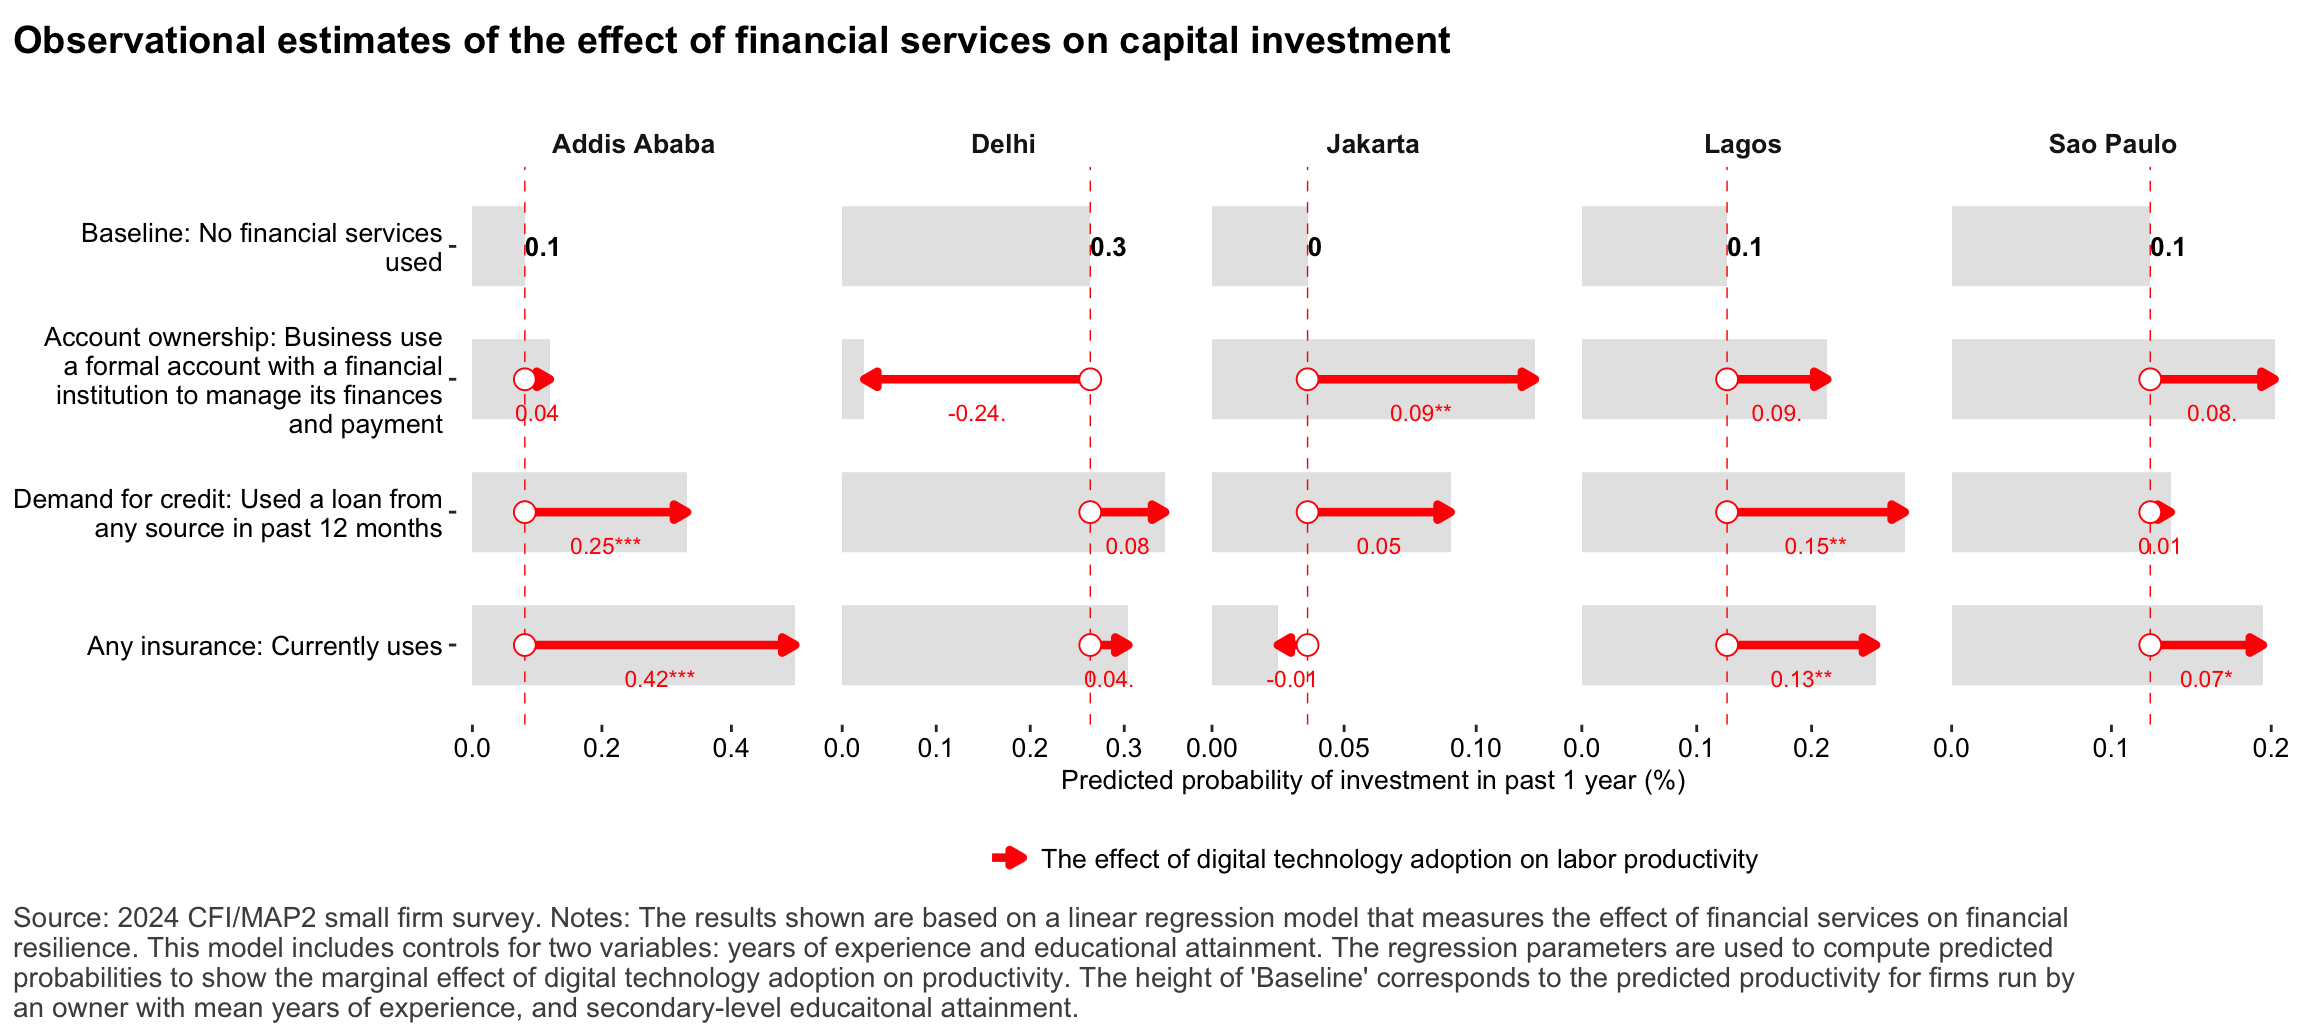 Observational estimates of the effect of financial services on capital investment
Addis Ababa
Delhi
Jakarta
Lagos
Sao Paulo
Baseline: No financial services
used
0.1
0.3
0
0.1
0.1
Account ownership: Business use
a formal account with a financial
institution to manage its finances
and payment
0.04
-0.24.
0.09**
0.09.
0.08.
Demand for credit: Used a loan from
any source in past 12 months
0.25***
0.08
0.05
0.15**
0.01
Any insurance: Currently uses
0.42***
0.04.
-0.01
0.13**
0.07*
0.0 0.2 0.4
0.0 0.1 0.2 0.3
0.00 0.05 0.10
0.0 0.1 0.2
0.0 0.1 0.2
Predicted probability of investment in past 1 year (%)
The effect of digital technology adoption on labor productivity
Source: 2024 CFI/MAP2 small firm survey. Notes: The results shown are based on a linear regression model that measures the effect of financial services on financial
resilience. This model includes controls for two variables: years of experience and educational attainment. The regression parameters are used to compute predicted
probabilities to show the marginal effect of digital technology adoption on productivity. The height of 'Baseline' corresponds to the predicted productivity for firms run by
an owner with mean years of experience, and secondary-level educaitonal attainment.